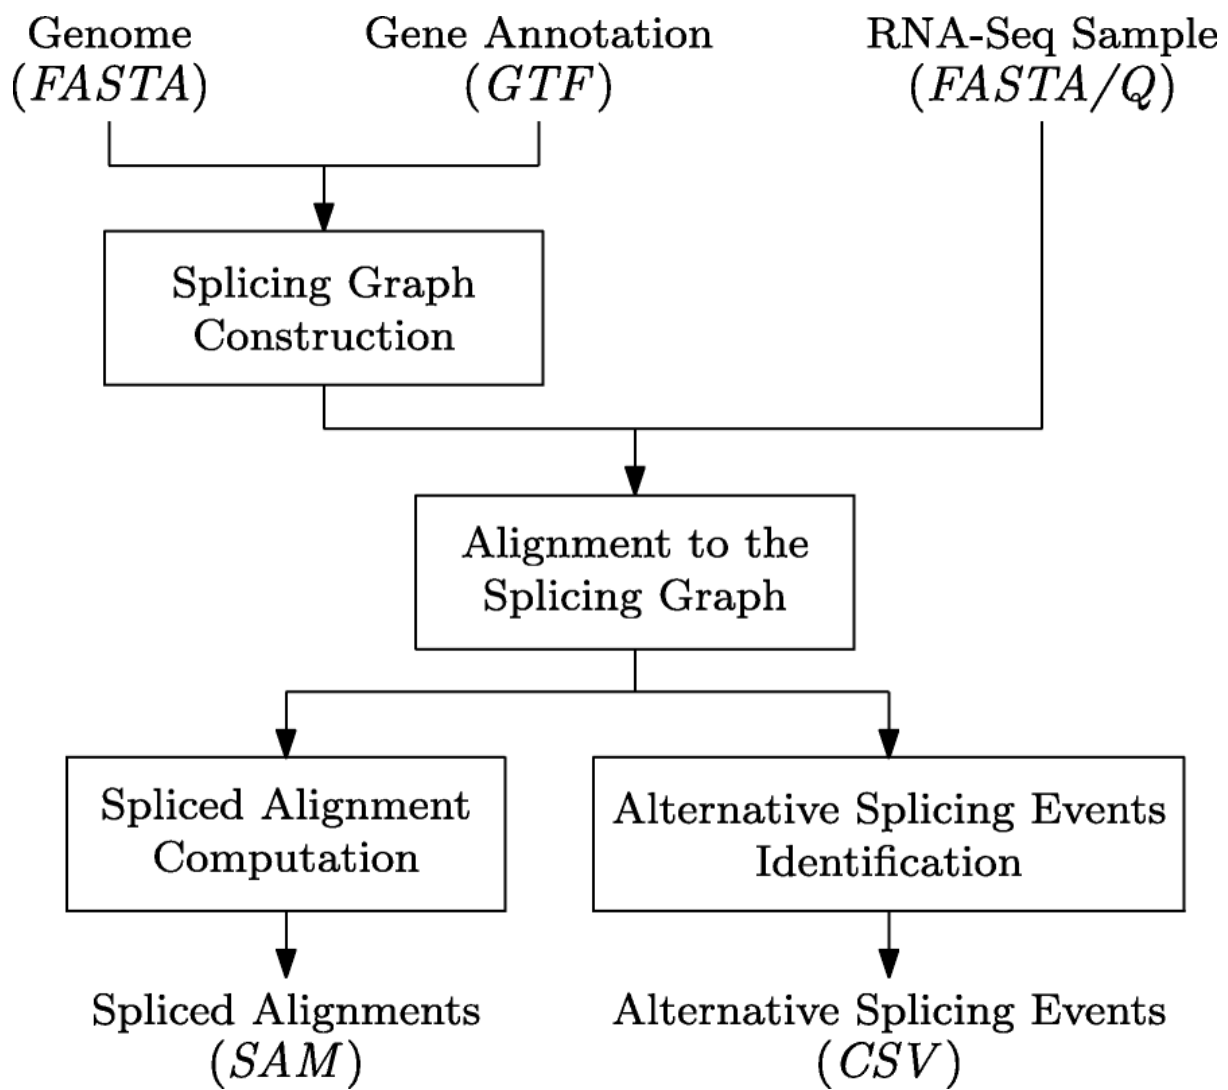 Genome
(FASTA)
Gene Annotation
(GTF)
RNA-Seq Sample
(FASTA/Q)
Splicing Graph
Construction
Alignment to the
Splicing Graph
Spliced Alignment
Computation
Alternative Splicing Events
Identification
Spliced Alignments
(SAM)
Alternative Splicing Events
(CSV)